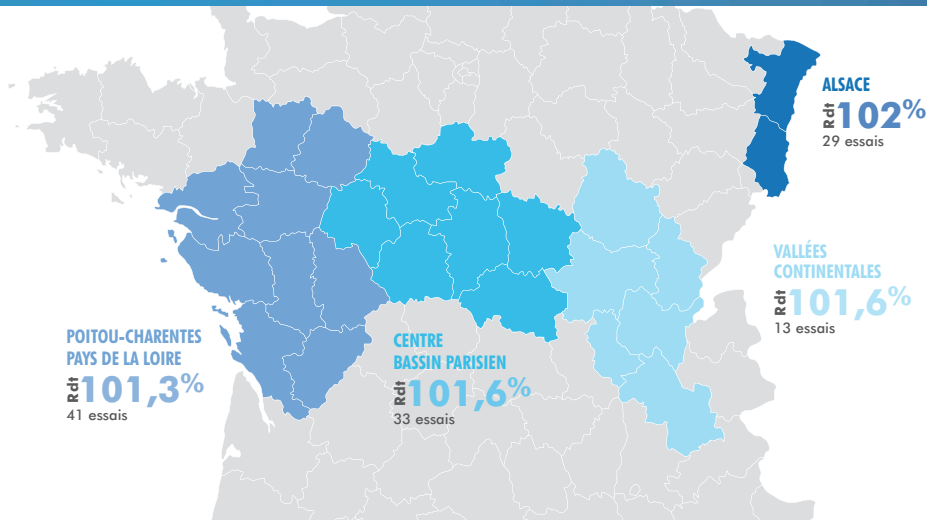 ALSACE
Rdt 102%
29 essais
VALLÉES
CONTINENTALES
Rdt 101,6%
13 essais
POITOU-CHARENTES
PAYS DE LA LOIRE
Rdt 101,3%
41 essais
CENTRE
BASSIN PARISIEN
Rdt 101,6%
33 essais